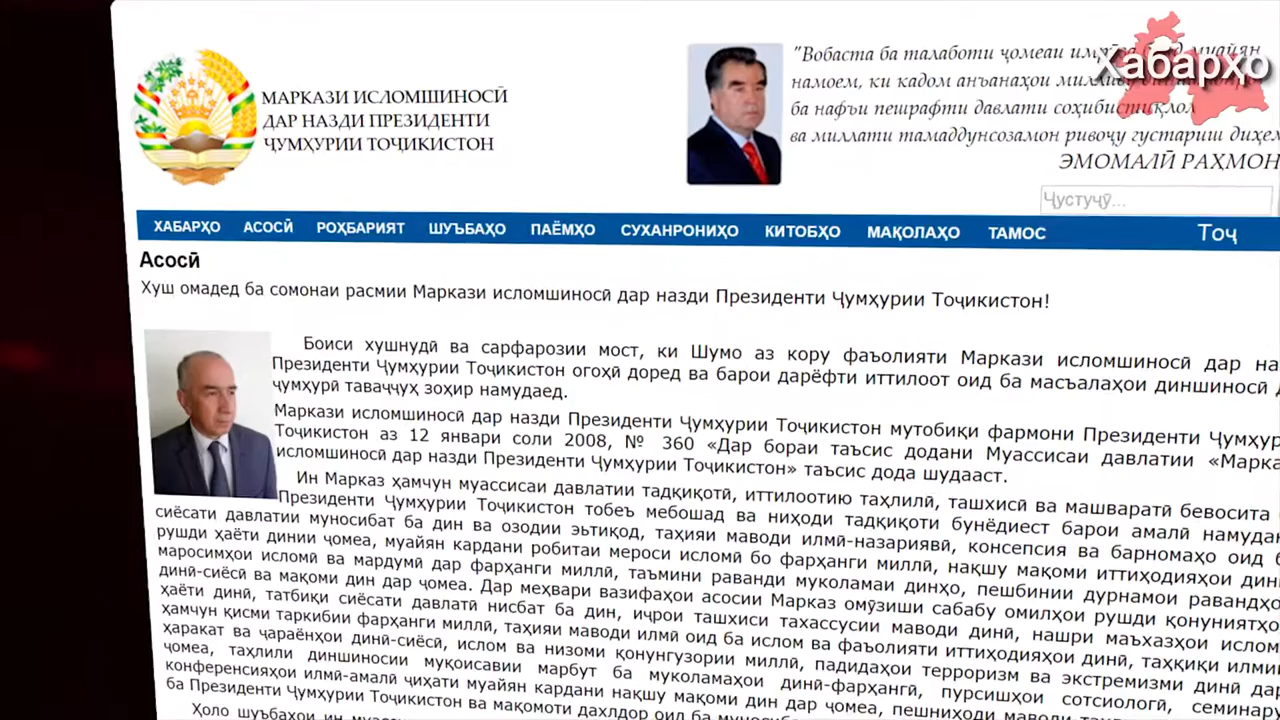 МАРКАЗИ ИСЛОМШИНОСӢ
ДАР НАЗДИ ПРЕЗИДЕНТИ
ҶУМҲУРИИ ТОҶИКИСТОН
"Вобаста ба талаботи ҷомеаи муайян
намоем, ки кадом анъанаҳои
ба нафъи пешрафти давлати соҳибистиқлол
ва миллати тамаддунсозамон ривоҷу густариш диҳем
ЭМОМАЛӢ РАҲМОН
Хабарҳо
Ҷустуҷӯ...
ХАБАРҲО АСОСӢ РОҲБАРИЯТ ШУЪБАҲО ПАЁМҲО СУХАНРОНИҲО КИТОБҲО МАҚОЛАҲО ТАМОС Тоҷ
Асосӣ
Хуш омадед ба сомонаи расмии Маркази исломшиносӣ дар назди Президенти Ҷумҳурии Тоҷикистон!
Боиси хушнудӣ ва сарфарозии мост, ки Шумо аз кору фаъолияти Маркази исломшиносӣ дар на
Президенти Ҷумҳурии Тоҷикистон огоҳӣ доред ва барои дарёфти иттилоот оид ба масъалаҳои диншиносӣ
ҷумҳурӣ таваҷҷуҳ зоҳир намудаед.
Маркази исломшиносӣ дар назди Президенти Ҷумҳурии Тоҷикистон мутобиқи фармони Президенти Ҷумҳур
Тоҷикистон аз 12 январи соли 2008, № 360 «Дар бораи таъсис додани Муассисаи давлатии «Марка
исломшиносӣ дар назди Президенти Ҷумҳурии Тоҷикистон» таъсис дода шудааст.
Ин Марказ ҳамчун муассисаи давлатии тадқиқотӣ, иттилоотию таҳлилӣ, ташхисӣ ва машваратӣ бевосита
Президенти Ҷумҳурии Тоҷикистон тобеъ мебошад ва ниҳоди тадқиқоти бунёдиест барои амалӣ намудан
сиёсати давлатии муносибат ба дин ва озодии эътиқод, таҳияи маводи илмӣ-назариявӣ, консепсия ва барномаҳо оид
рушди ҳаёти динии ҷомеа, муайян кардани робитаи мероси исломӣ бо фарҳанги миллӣ, нақшу мақоми иттиҳодияҳои дин
маросимҳои исломӣ ва мардумӣ дар фарҳанги миллӣ, таъмини раванди муколамаи динҳо, пешбинии дурнамои равандҳо
динӣ-сиёсӣ ва мақоми дин дар ҷомеа. Дар меҳвари вазифаҳои асосии Марказ омӯзиши сабабу омилҳои рушди қонуниятҳо
ҳаёти динӣ, татбиқи сиёсати давлатӣ нисбат ба дин, иҷрои ташхиси тахассусии маводи динӣ, нашри маъхазҳои ислом
ҳамчун қисми таркибии фарҳанги миллӣ, таҳияи маводи илмӣ оид ба ислом ва фаъолияти иттиҳодияҳои динӣ, таҳқиқи илми
ҳаракат ва ҷараёнҳои динӣ-сиёсӣ, ислом ва низоми қонунгузории миллӣ, падидаҳои терроризм ва экстремизми динӣ дар
ҷомеа, таҳлили диншиносии муқоисавии марбут ба муколамаҳои динӣ-фарҳангӣ, пурсишҳои сотсиологӣ, семинар
конференсияҳои илмӣ-амалӣ ҷиҳати муайян кардани нақшу мақоми дин дар ҷомеа, пешниҳоди маводи
ба Президенти Ҷумҳурии Тоҷикистон ва мақомоти дахлдор оид ба
Ҳоло шуъбаҳои ин